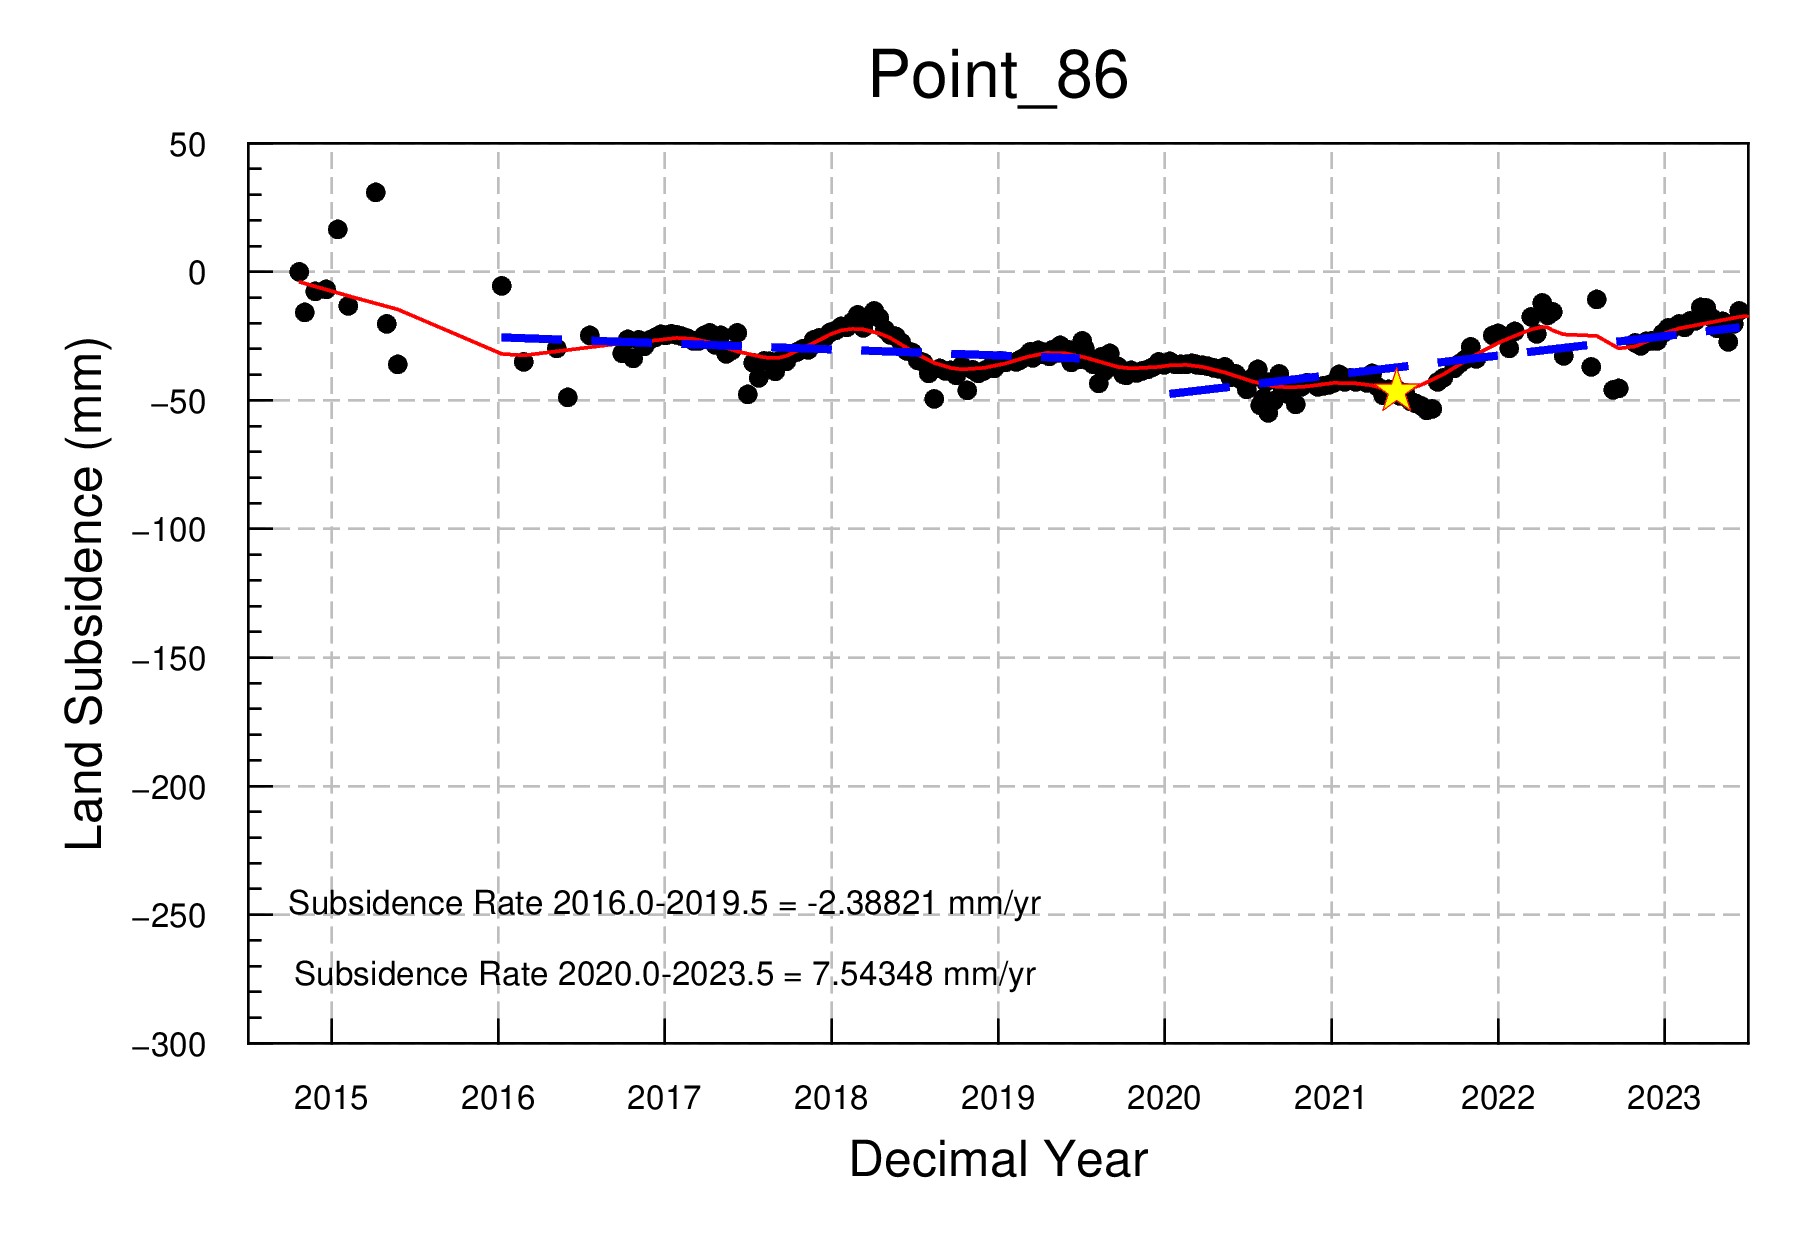 Point_86
50
0
−50
−100
−150
−200
−250
−300
Land Subsidence (mm)
Subsidence Rate 2016.0-2019.5 = -2.38821 mm/yr
Subsidence Rate 2020.0-2023.5 = 7.54348 mm/yr
2015 2016 2017 2018 2019 2020 2021 2022 2023
Decimal Year